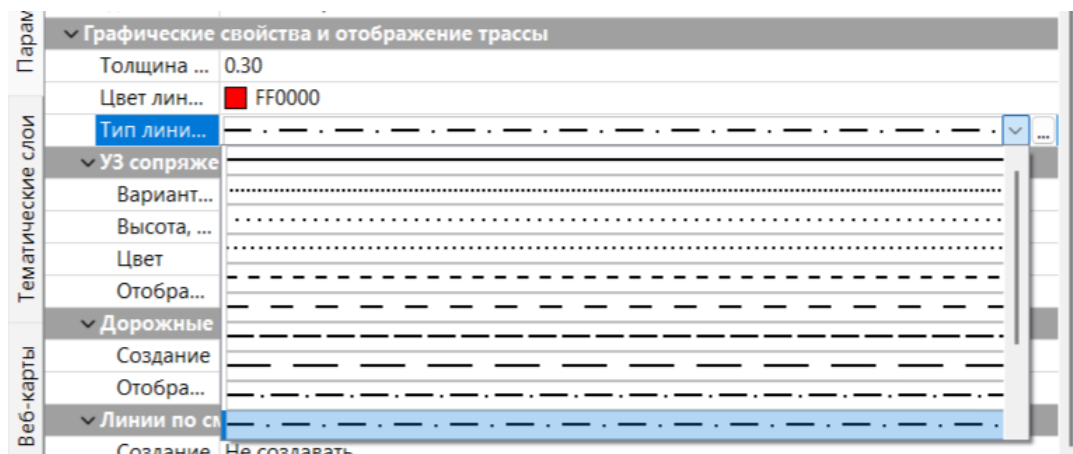 Парам
Графические свойства и отображение трассы
Толщина ... 0.30
Цвет лин... FF0000
Тип лини... ...
Тематические слои
УЗ сопряже
Вариант...
Высота, ...
Цвет
Отобра...
Дорожные
Создание
Отобра...
Веб-карты
Линии по см
Создание Не создавать